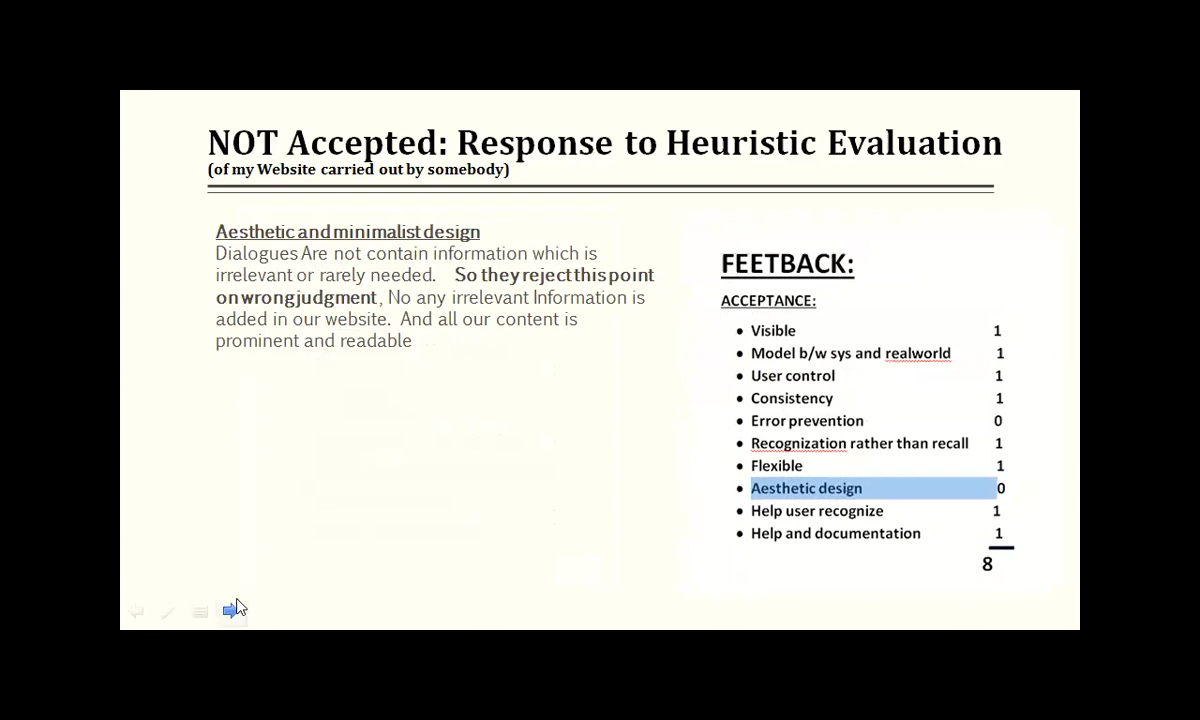 NOT Accepted: Response to Heuristic Evaluation
(of my Website carried out by somebody)
Aesthetic and minimalist design
Dialogues Are not contain information which is
irrelevant or rarely needed. So they reject this point
on wrong judgment, No any irrelevant Information is
added in our website. And all our content is
prominent and readable
FEETBACK:
ACCEPTANCE:
• Visible 1
• Model b/w sys and realworld 1
• User control 1
• Consistency 1
• Error prevention 0
• Recognization rather than recall 1
• Flexible 1
• Aesthetic design 0
• Help user recognize 1
• Help and documentation 1
8